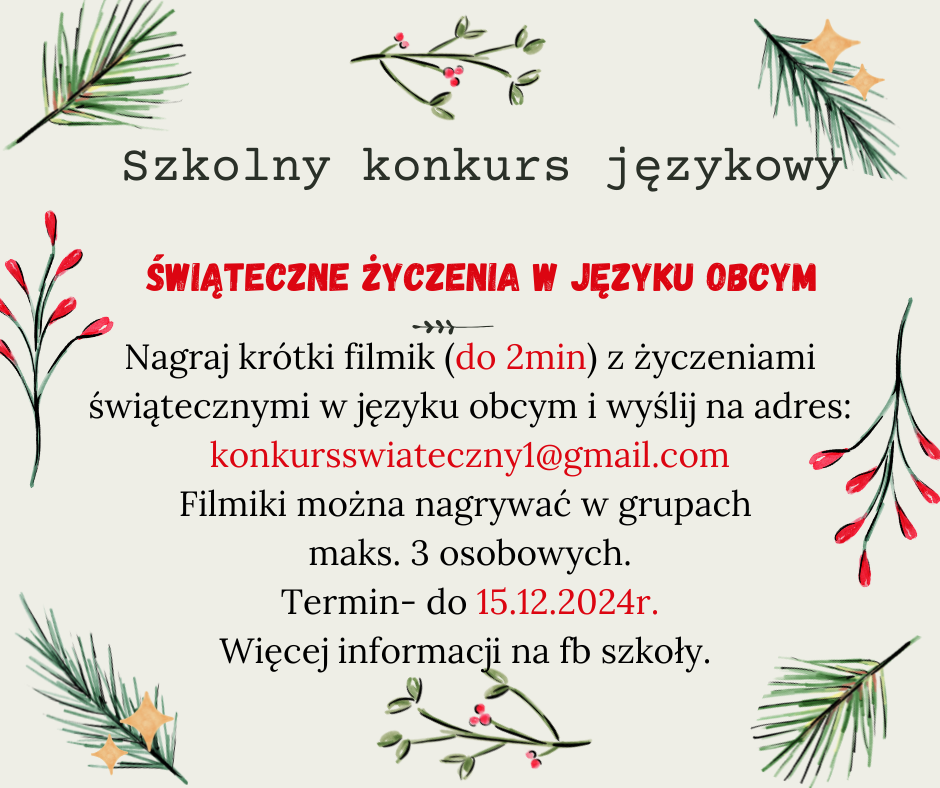 Szkolny konkurs językowy
ŚWIĄTECZNE ŻYCZENIA W JĘZYKU OBCYM
Nagraj krótki filmik (do 2min) z życzeniami
świątecznymi w języku obcym i wyślij na adres:
konkursswiateczny1@gmail.com
Filmiki można nagrywać w grupach
maks. 3 osobowych.
Termin- do 15.12.2024r.
Więcej informacji na fb szkoły.